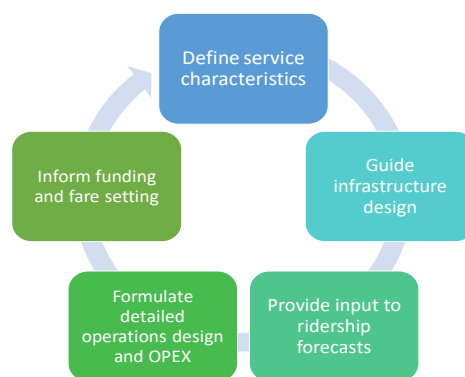 Define service
characteristics
Guide
infrastructure
design
Provide input to
ridership
forecasts
Formulate
detailed
operations design
and OPEX
Inform funding
and fare setting